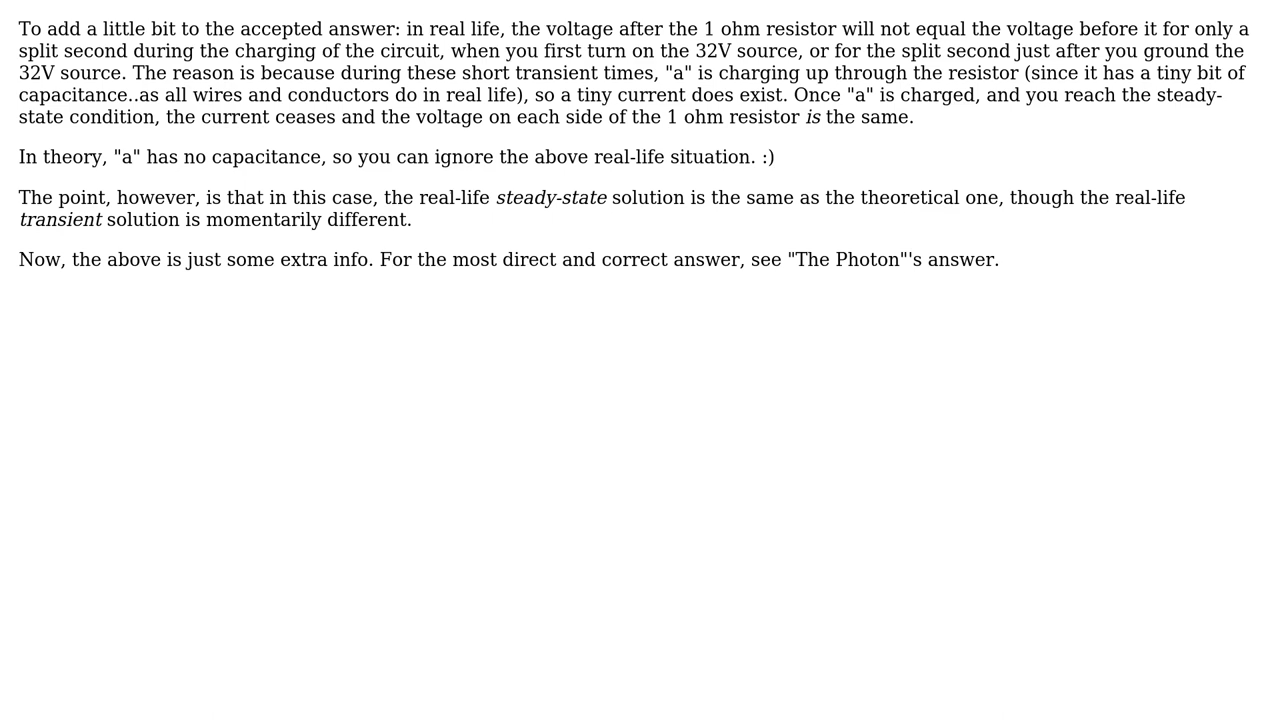 To add a little bit to the accepted answer: in real life, the voltage after the 1 ohm resistor will not equal the voltage before it for only a
split second during the charging of the circuit, when you first turn on the 32V source, or for the split second just after you ground the
32V source. The reason is because during these short transient times, "a" is charging up through the resistor (since it has a tiny bit of
capacitance..as all wires and conductors do in real life), so a tiny current does exist. Once "a" is charged, and you reach the steady-
state condition, the current ceases and the voltage on each side of the 1 ohm resistor is the same.
In theory, "a" has no capacitance, so you can ignore the above real-life situation. :)
The point, however, is that in this case, the real-life steady-state solution is the same as the theoretical one, though the real-life
transient solution is momentarily different.
Now, the above is just some extra info. For the most direct and correct answer, see "The Photon"'s answer.